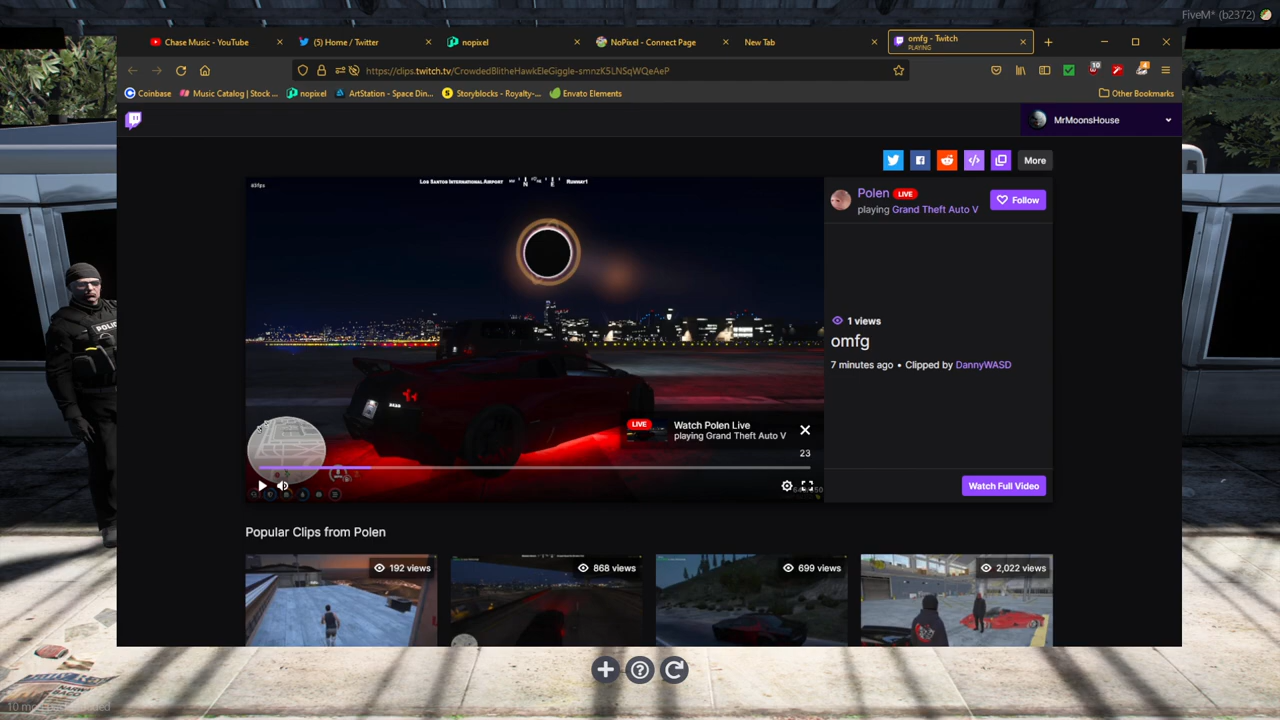 FiveM* (b2372)
Chase Music - YouTube
(5) Home / Twitter
nopixel
NoPixel - Connect Page
New Tab
omfg - Twitch
PLAYING
https://clips.twitch.tv/CrowdedBlitheHawkEleGiggle-smnzK5LNSqWQeAeP
10
Coinbase
Music Catalog | Stock ...
nopixel
ArtStation - Space Din...
Storyblocks - Royalty-...
Envato Elements
Other Bookmarks
MrMoonsHouse
More
Los Santos International Airport
N
E
Runway1
Polen LIVE
playing Grand Theft Auto V
Follow
1 views
omfg
7 minutes ago • Clipped by DannyWASD
LIVE
Watch Polen Live
playing Grand Theft Auto V
23
Watch Full Video
Popular Clips from Polen
192 views
868 views
699 views
2,022 views
POLIC